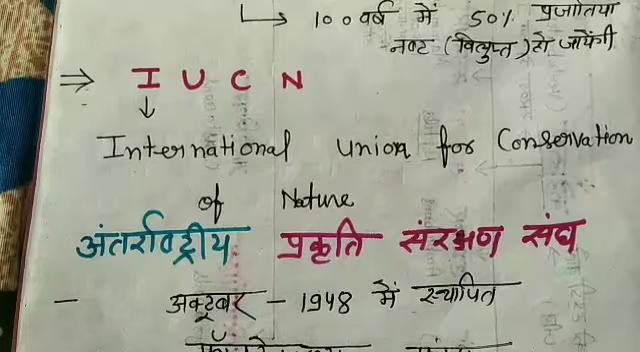 ↳ 100 वर्ष में 50% प्रजातिया
नष्ट (विलुप्त) हो जायेंगी
⇒ I U C N
↓
International Union for Conservation
of Nature
अंतर्राष्ट्रीय प्रकृति संरक्षण संघ
- अक्टूबर - 1948 में स्थापित